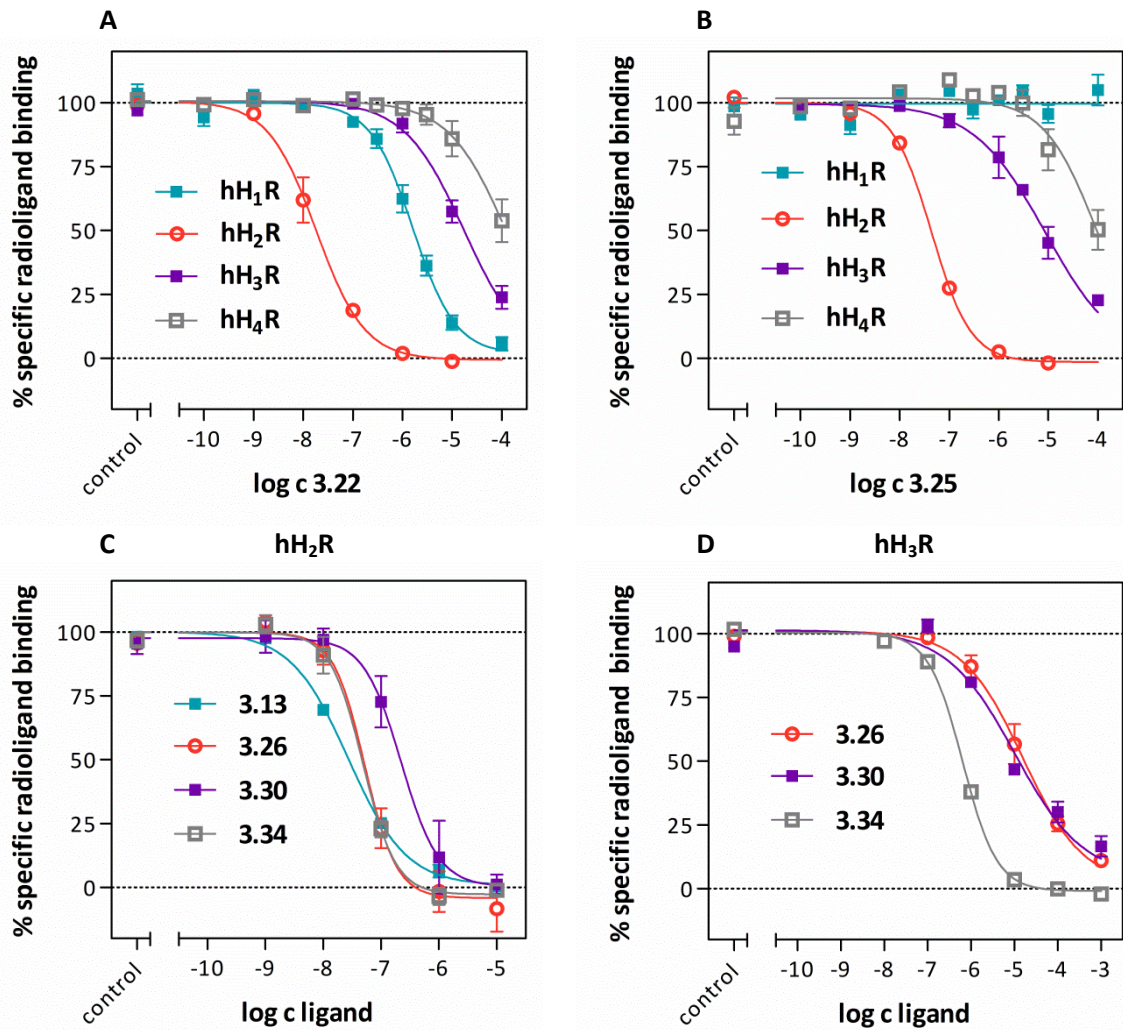 A
% specific radioligand binding
100
75
50
25
0
hH₁R
hH₂R
hH₃R
hH₄R
control
-10 -9 -8 -7 -6 -5 -4
log c 3.22
B
% specific radioligand binding
100
75
50
25
0
hH₁R
hH₂R
hH₃R
hH₄R
control
-10 -9 -8 -7 -6 -5 -4
log c 3.25
C hH₂R
% specific radioligand binding
100
75
50
25
0
3.13
3.26
3.30
3.34
control
-10 -9 -8 -7 -6 -5
log c ligand
D hH₃R
% specific radioligand binding
100
75
50
25
0
3.26
3.30
3.34
control
-10 -9 -8 -7 -6 -5 -4 -3
log c ligand